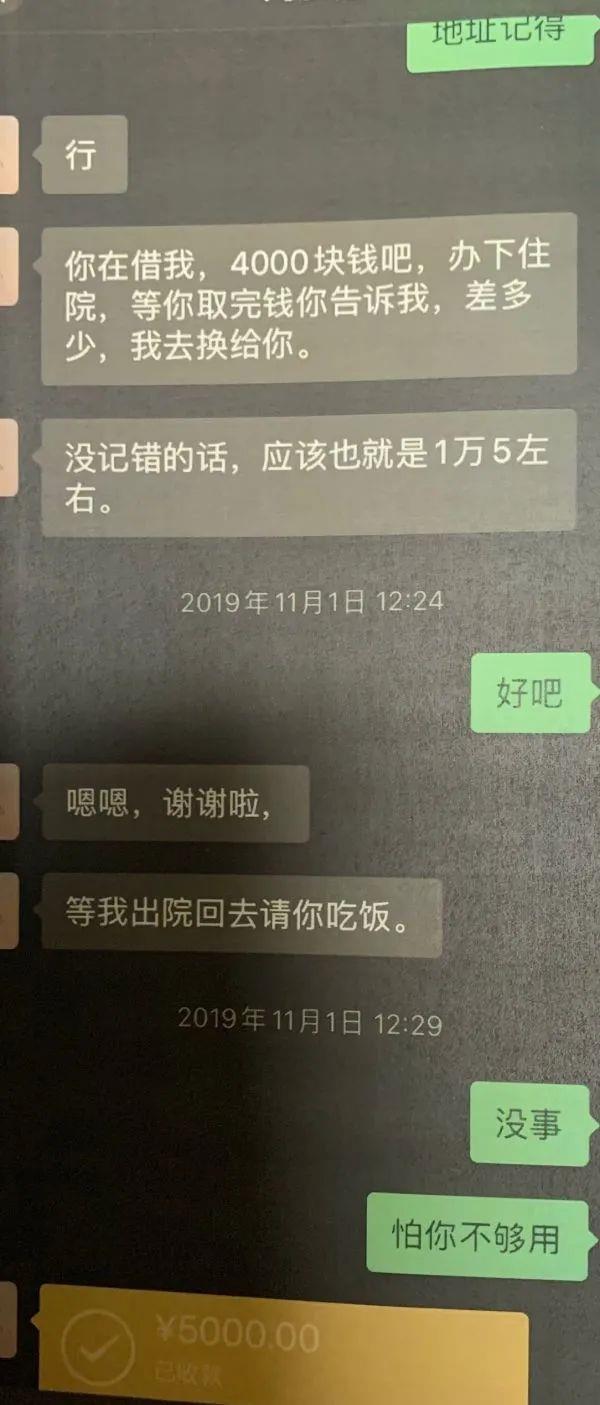 地址记得
行
你在借我，4000块钱吧，办下住
院，等你取完钱你告诉我，差多
少，我去换给你。
没记错的话，应该也就是1万5左
右。
2019年11月1日 12:24
好吧
嗯嗯，谢谢啦，
等我出院回去请你吃饭。
2019年11月1日 12:29
没事
怕你不够用
¥5000.00
已收款